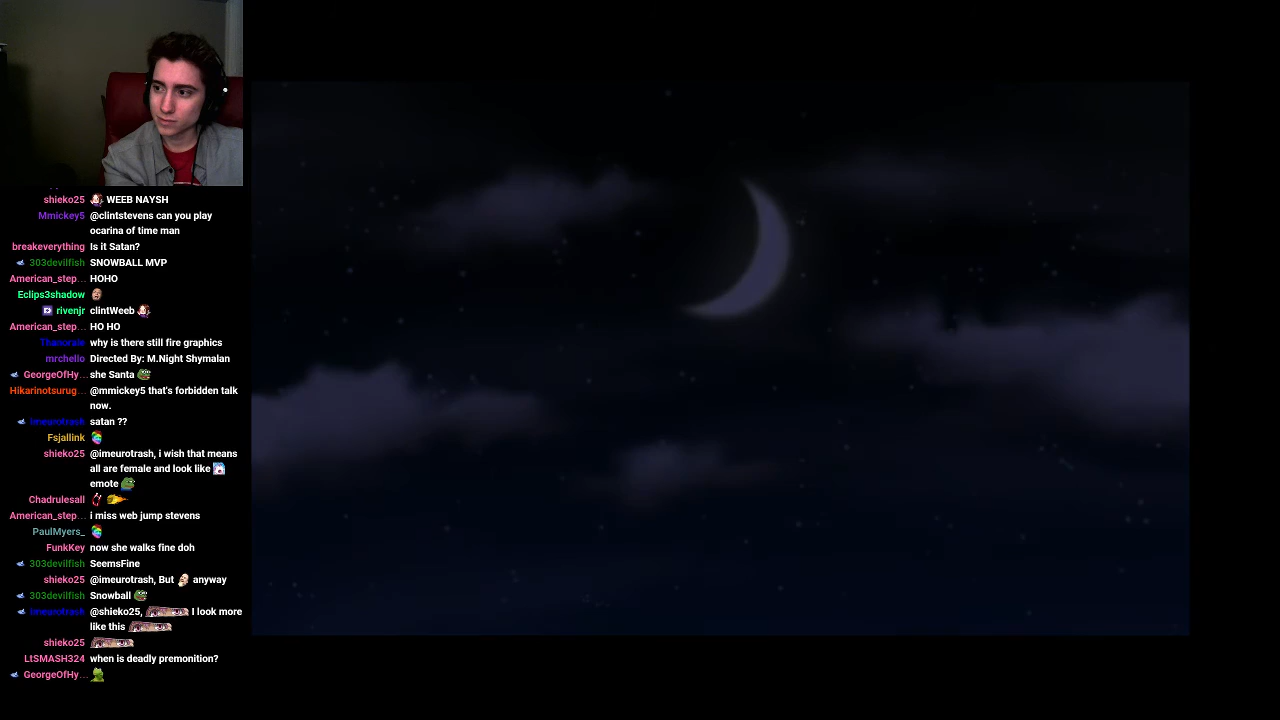 shieko25 WEEB NAYSH
Mmickey5 @clintstevens can you play
ocarina of time man
breakeverything Is it Satan?
303devilfish SNOWBALL MVP
American_step... HOHO
Eclips3shadow
rivenjr clintWeeb
American_step... HO HO
Thanorale why is there still fire graphics
mrchello Directed By: M.Night Shymalan
GeorgeOfHy... she Santa
Hikarinotsurug... @mmickey5 that's forbidden talk
now.
imeurotrash satan ??
Fsjallink
shieko25 @imeurotrash, i wish that means
all are female and look like
emote
Chadrulesall
American_step... i miss web jump stevens
PaulMyers_
FunkKey now she walks fine doh
303devilfish SeemsFine
shieko25 @imeurotrash, But anyway
303devilfish Snowball
imeurotrash @shieko25, I look more
like this
shieko25
LtSMASH324 when is deadly premonition?
GeorgeOfHy...